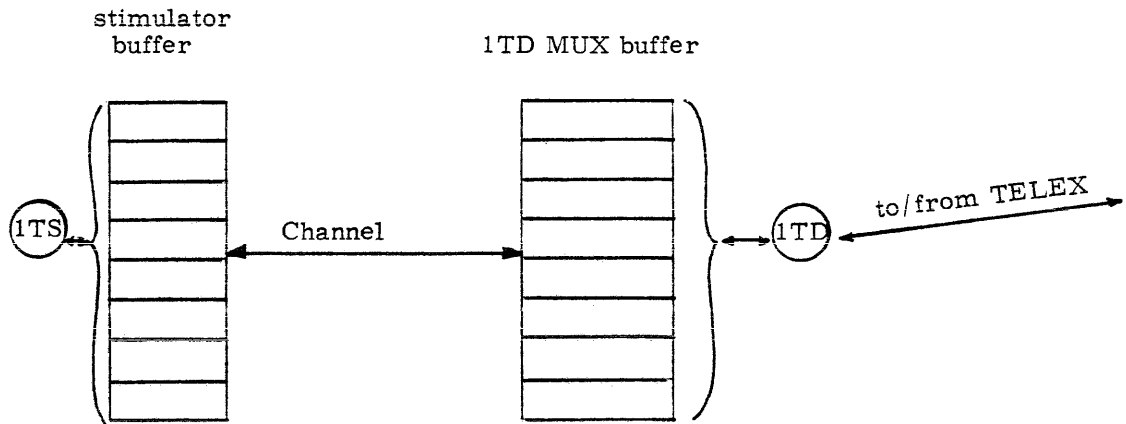 stimulator
buffer
1TD MUX buffer
1TS
Channel
1TD
to/from TELEX